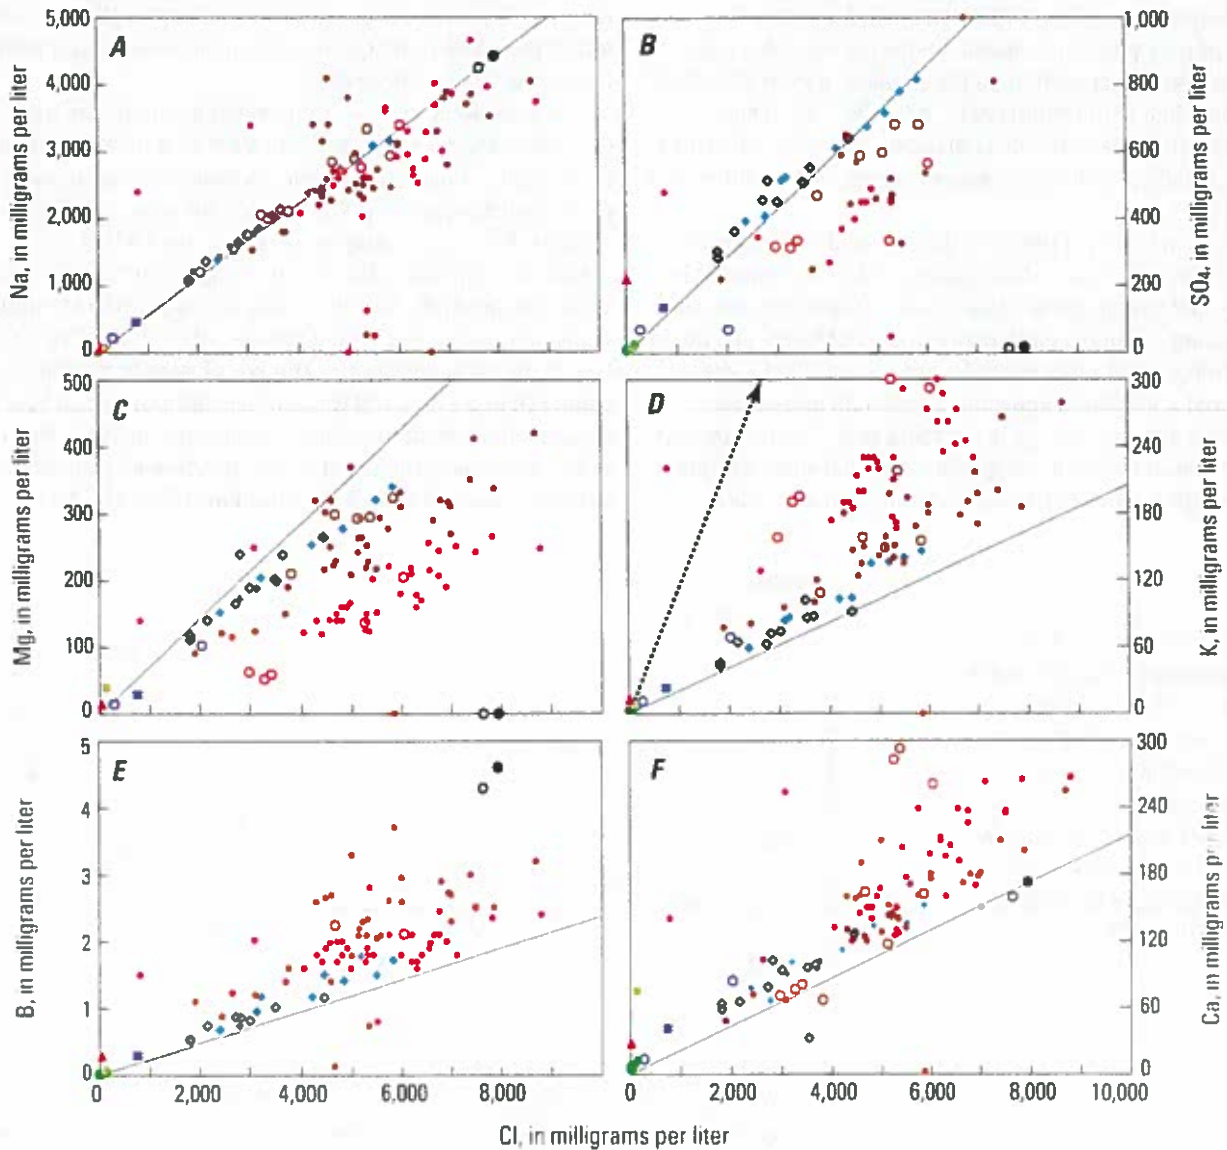 A
B
5,000
4,000
3,000
2,000
1,000
0
Na, in milligrams per liter
1,000
800
600
400
200
0
SO₄, in milligrams per liter
C
D
500
400
300
200
100
0
Mg, in milligrams per liter
300
240
180
120
60
0
K, in milligrams per liter
E
F
5
4
3
2
1
0
B, in milligrams per liter
300
240
180
120
60
0
Ca, in milligrams per liter
0 2,000 4,000 6,000 8,000 0 2,000 4,000 6,000 8,000 10,000
Cl, in milligrams per liter